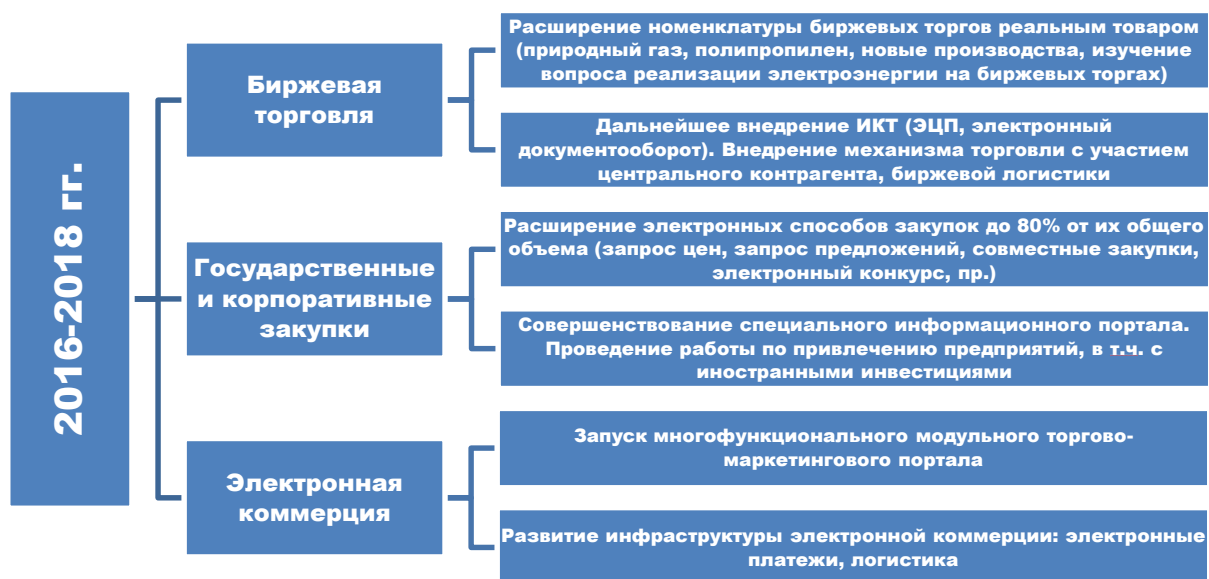 2016-2018 гг.
Биржевая
торговля
Расширение номенклатуры биржевых торгов реальным товаром
(природный газ, полипропилен, новые производства, изучение
вопроса реализации электроэнергии на биржевых торгах)
Дальнейшее внедрение ИКТ (ЭЦП, электронный
документооборот). Внедрение механизма торговли с участием
центрального контрагента, биржевой логистики
Государственные
и корпоративные
закупки
Расширение электронных способов закупок до 80% от их общего
объема (запрос цен, запрос предложений, совместные закупки,
электронный конкурс, пр.)
Совершенствование специального информационного портала.
Проведение работы по привлечению предприятий, в т.ч. с
иностранными инвестициями
Электронная
коммерция
Запуск многофункционального модульного торгово-
маркетингового портала
Развитие инфраструктуры электронной коммерции: электронные
платежи, логистика